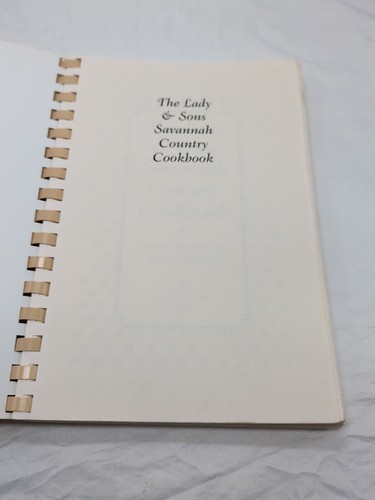 The Lady
& Sons
Savannah
Country
Cookbook